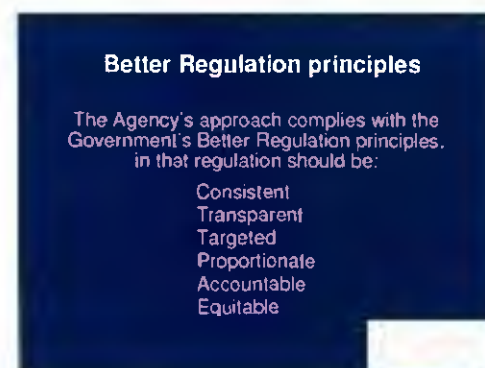 Better Regulation principles
The Agency's approach complies with the
Government's Better Regulation principles,
in that regulation should be:
Consistent
Transparent
Targeted
Proportionate
Accountable
Equitable